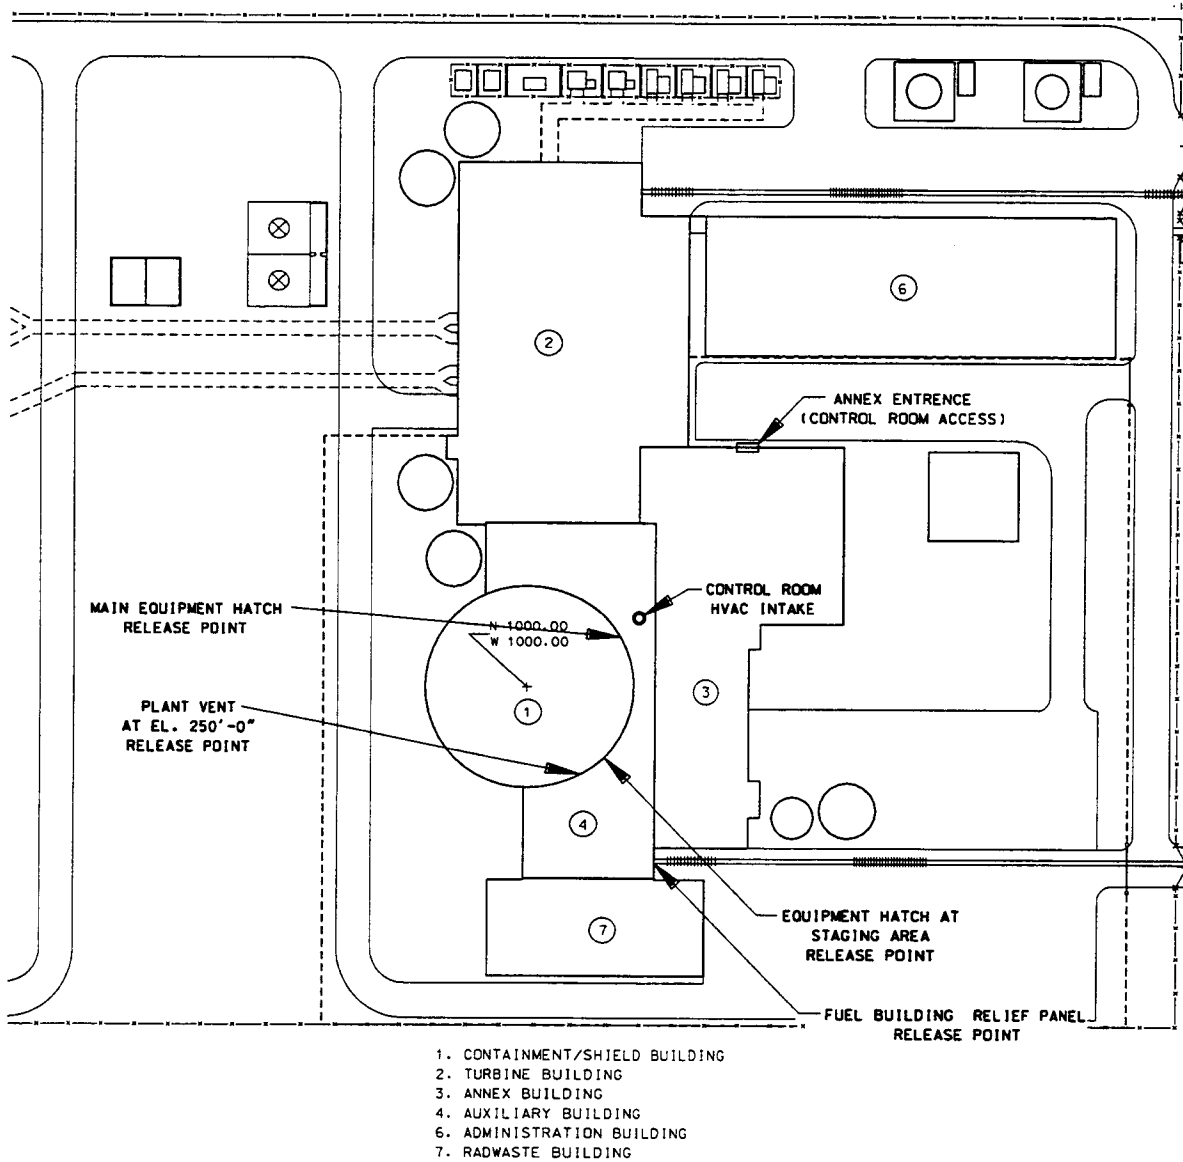 6
2
ANNEX ENTRENCE
(CONTROL ROOM ACCESS)
CONTROL ROOM
HVAC INTAKE
MAIN EQUIPMENT HATCH
RELEASE POINT
N 1000.00
W 1000.00
3
1
PLANT VENT
AT EL. 250'-0"
RELEASE POINT
4
7
EQUIPMENT HATCH AT
STAGING AREA
RELEASE POINT
FUEL BUILDING RELIEF PANEL
RELEASE POINT
1. CONTAINMENT/SHIELD BUILDING
2. TURBINE BUILDING
3. ANNEX BUILDING
4. AUXILIARY BUILDING
6. ADMINISTRATION BUILDING
7. RADWASTE BUILDING